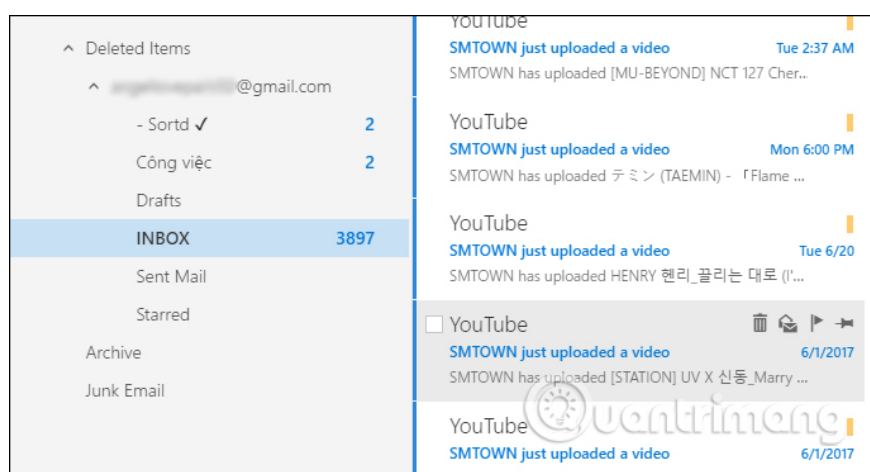 Deleted Items
@gmail.com
- Sortd ✓ 2
Công việc 2
Drafts
INBOX 3897
Sent Mail
Starred
Archive
Junk Email
YouTube
SMTOWN just uploaded a video Tue 2:37 AM
SMTOWN has uploaded [MU-BEYOND] NCT 127 Cher...
YouTube
SMTOWN just uploaded a video Mon 6:00 PM
SMTOWN has uploaded テミン (TAEMIN) - 「Flame ...
YouTube
SMTOWN just uploaded a video Tue 6/20
SMTOWN has uploaded HENRY 헨리_끌리는 대로 (I'...
YouTube
SMTOWN just uploaded a video 6/1/2017
SMTOWN has uploaded [STATION] UV X 신동_Marry ...
YouTube
SMTOWN just uploaded a video 6/1/2017
Quantrimang